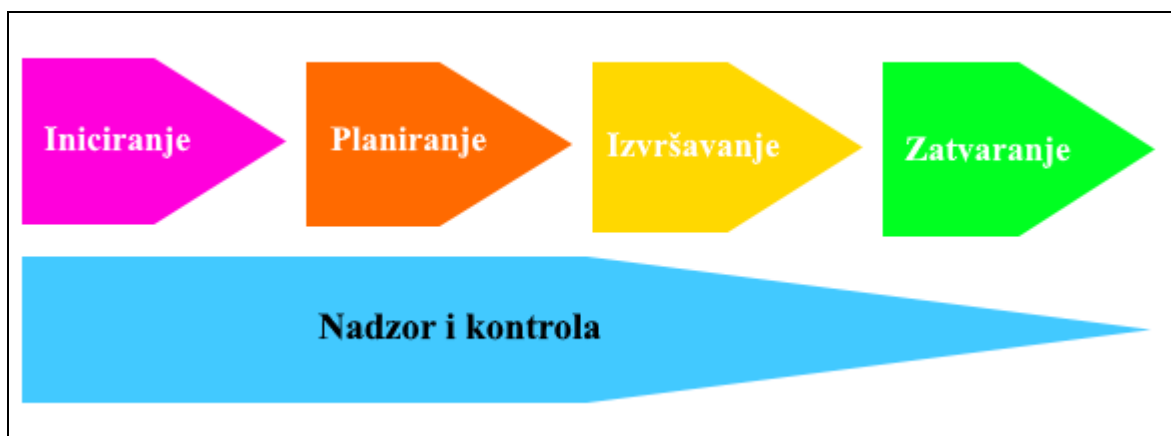 Iniciranje
Planiranje
Izvršavanje
Zatvaranje
Nadzor i kontrola